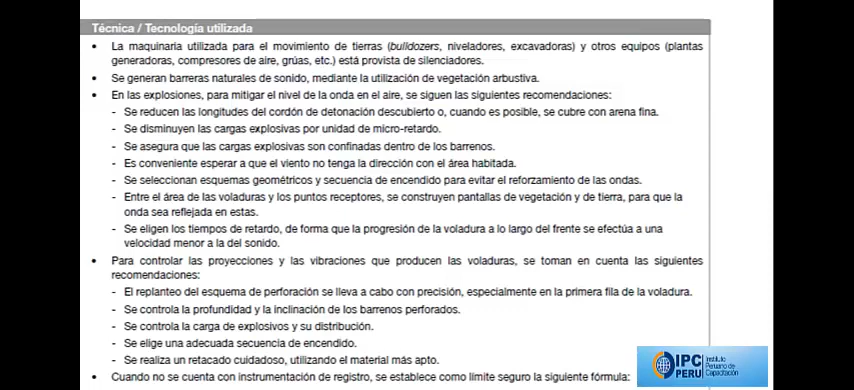 Técnica / Tecnología utilizada
• La maquinaria utilizada para el movimiento de tierras (bulldozers, niveladores, excavadoras) y otros equipos (plantas
generadoras, compresores de aire, grúas, etc.) está provista de silenciadores.
• Se generan barreras naturales de sonido, mediante la utilización de vegetación arbustiva.
• En las explosiones, para mitigar el nivel de la onda en el aire, se siguen las siguientes recomendaciones:
- Se reducen las longitudes del cordón de detonación descubierto o, cuando es posible, se cubre con arena fina.
- Se disminuyen las cargas explosivas por unidad de micro-retardo.
- Se asegura que las cargas explosivas son confinadas dentro de los barrenos.
- Es conveniente esperar a que el viento no tenga la dirección con el área habitada.
- Se seleccionan esquemas geométricos y secuencia de encendido para evitar el reforzamiento de las ondas.
- Entre el área de las voladuras y los puntos receptores, se construyen pantallas de vegetación y de tierra, para que la
onda sea reflejada en estas.
- Se eligen los tiempos de retardo, de forma que la progresión de la voladura a lo largo del frente se efectúa a una
velocidad menor a la del sonido.
• Para controlar las proyecciones y las vibraciones que producen las voladuras, se toman en cuenta las siguientes
recomendaciones:
- El replanteo del esquema de perforación se lleva a cabo con precisión, especialmente en la primera fila de la voladura.
- Se controla la profundidad y la inclinación de los barrenos perforados.
- Se controla la carga de explosivos y su distribución.
- Se elige una adecuada secuencia de encendido.
- Se realiza un retacado cuidadoso, utilizando el material más apto.
• Cuando no se cuenta con instrumentación de registro, se establece como límite seguro la siguiente fórmula:
IPC
PERU
Instituto
Peruano de
Capacitación